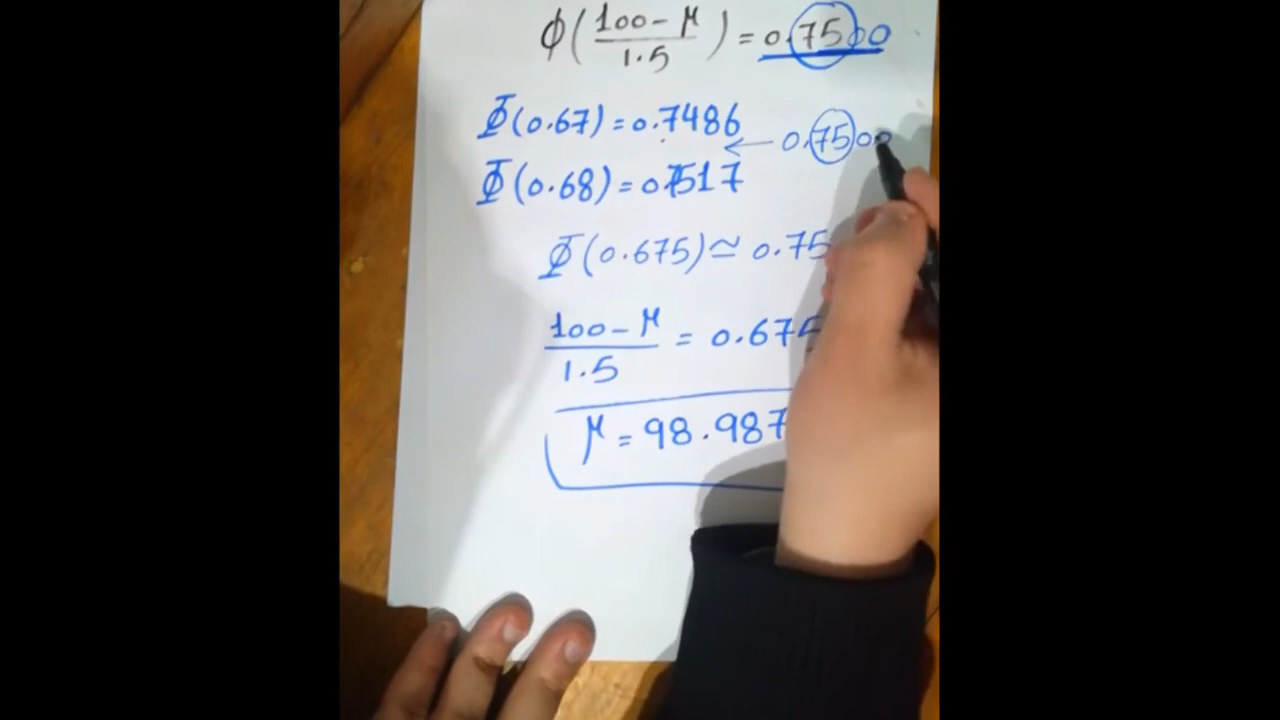 ϕ(100-μ/1.5) = 0.7500
Φ(0.67) = 0.7486
← 0.7500
Φ(0.68) = 0.7517
Φ(0.675) ≃ 0.75
100-μ/1.5 = 0.675
μ = 98.987